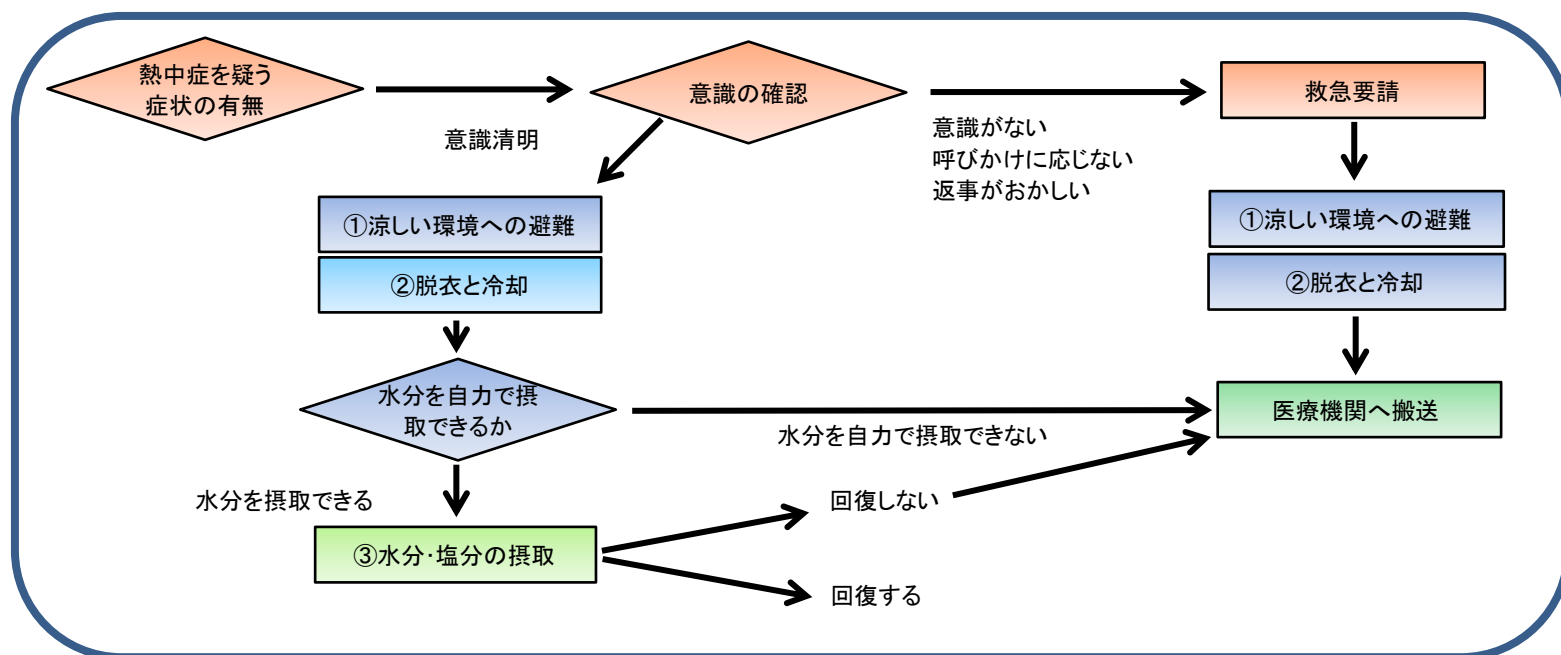 熱中症を疑う
症状の有無
意識の確認
救急要請
意識清明
意識がない
呼びかけに応じない
返事がおかしい
①涼しい環境への避難
②脱衣と冷却
①涼しい環境への避難
②脱衣と冷却
水分を自力で摂
取できるか
水分を自力で摂取できない
医療機関へ搬送
水分を摂取できる
回復しない
③水分･塩分の摂取
回復する